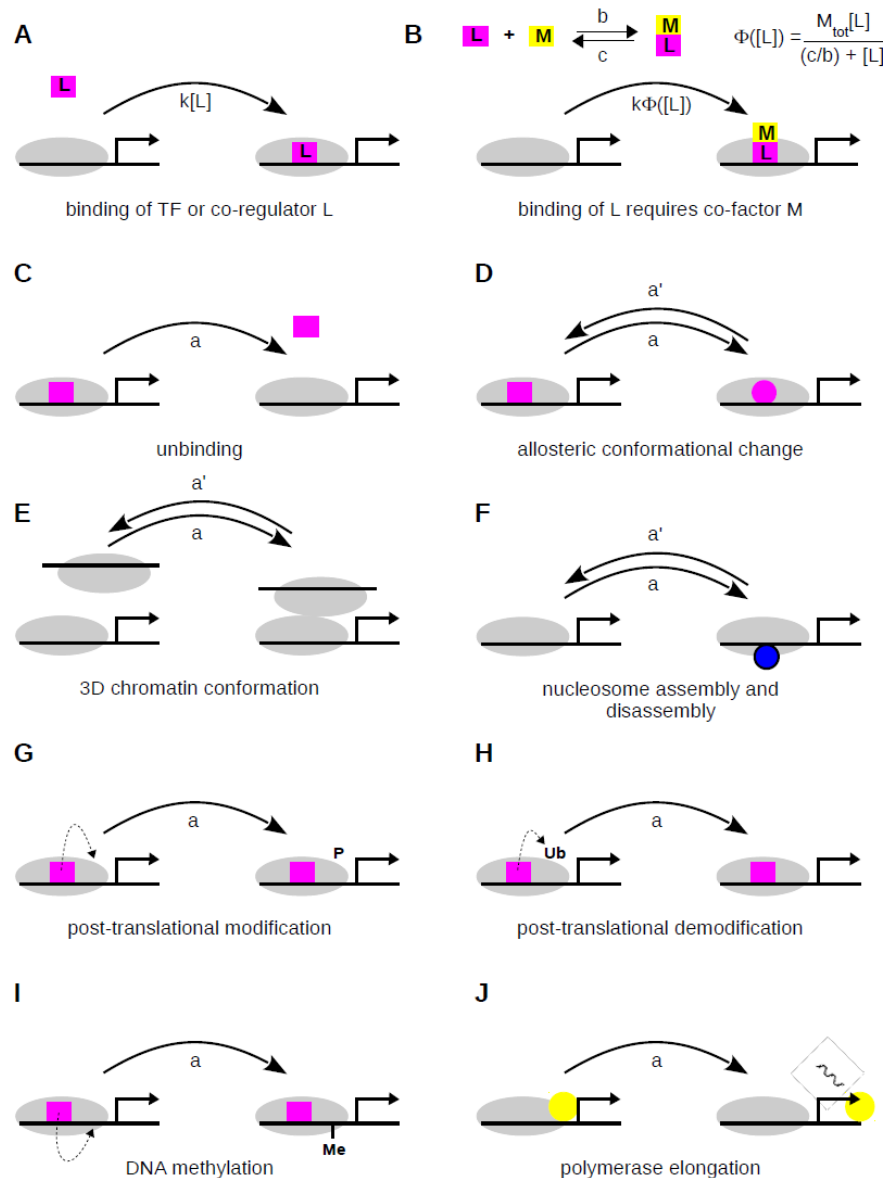 A
L
k[L]
L
binding of TF or co-regulator L
B
L + M b c M L Φ([L]) = M_tot[L] / (c/b) + [L]
kΦ([L])
M
L
binding of L requires co-factor M
C
a
unbinding
D
a'
a
allosteric conformational change
E
a'
a
3D chromatin conformation
F
a'
a
nucleosome assembly and
disassembly
G
a
P
post-translational modification
H
a
Ub
post-translational demodification
I
a
Me
DNA methylation
J
a
polymerase elongation